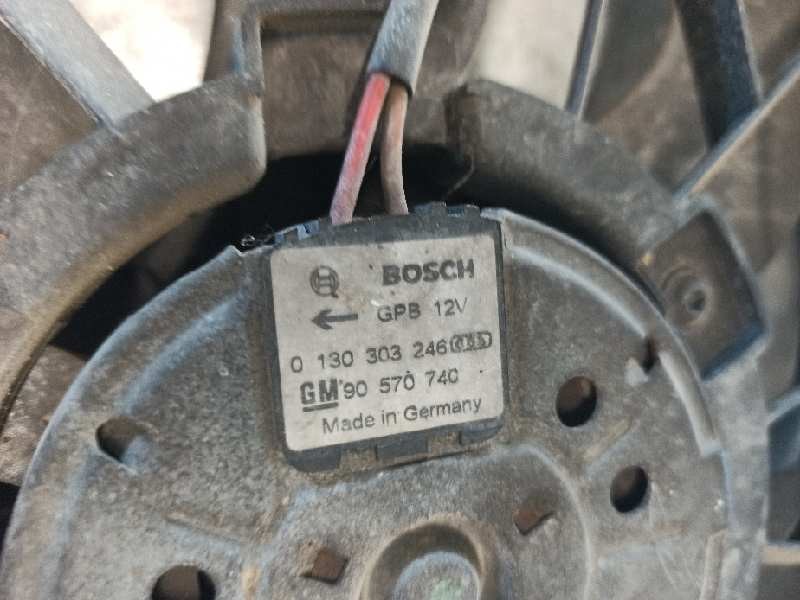 BOSCH
← GPB 12V
0 130 303 246
GM 90 570 740
Made in Germany